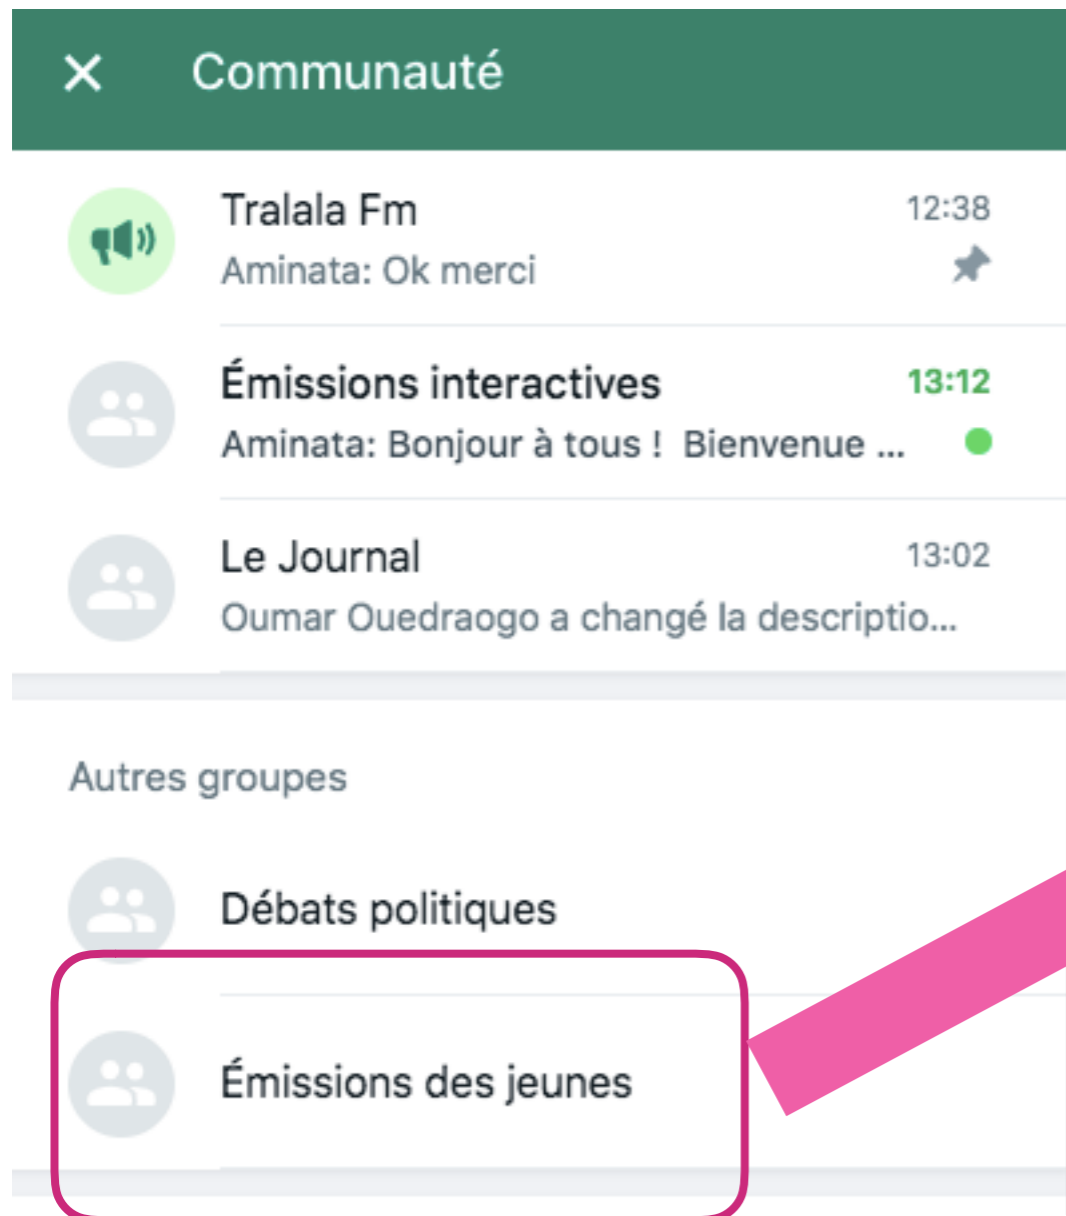 Communauté
Tralala Fm 12:38
Aminata: Ok merci
Émissions interactives 13:12
Aminata: Bonjour à tous ! Bienvenue ...
Le Journal 13:02
Oumar Ouedraogo a changé la descriptio...
Autres groupes
Débats politiques
Émissions des jeunes